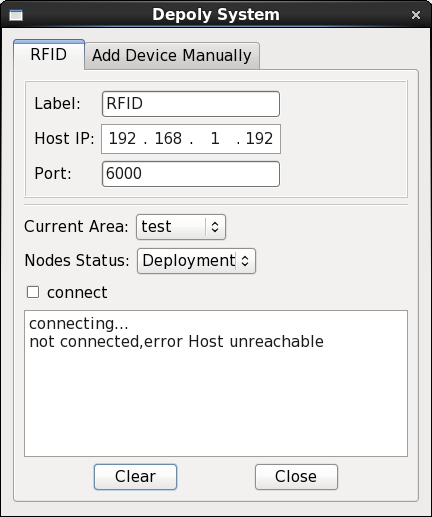 Depoly System
RFID
Add Device Manually
Label: RFID
Host IP: 192 . 168 . 1 . 192
Port: 6000
Current Area: test
Nodes Status: Deployment
connect
connecting...
not connected,error Host unreachable
Clear
Close